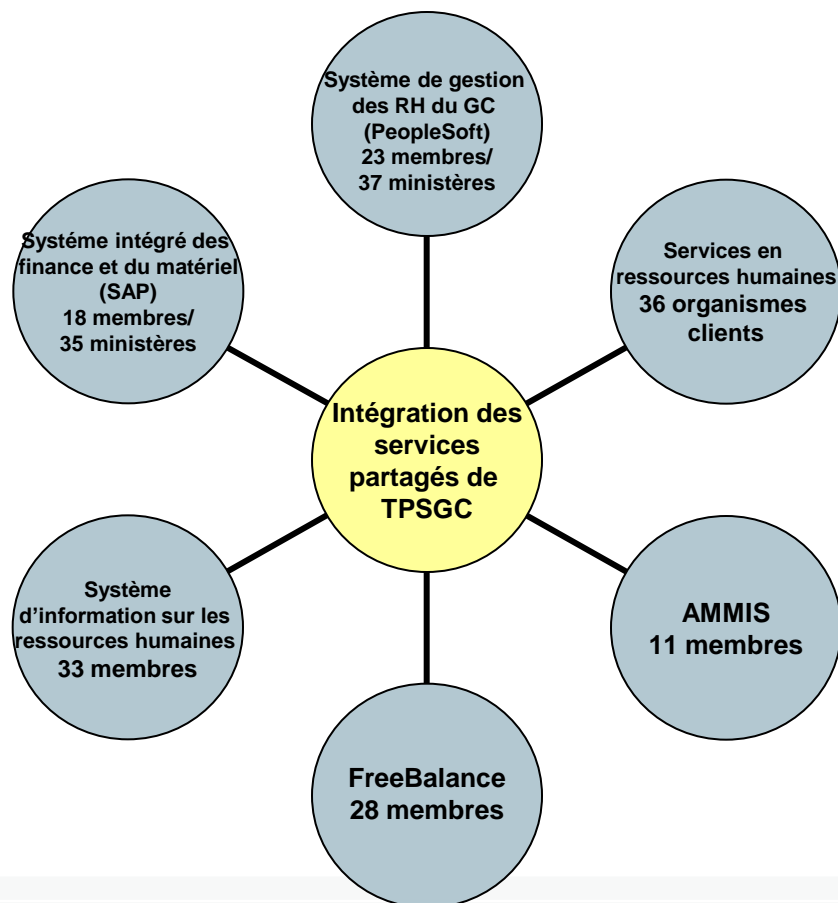 Système de gestion
des RH du GC
(PeopleSoft)
23 membres/
37 ministères
Systéme intégré des
finance et du matériel
(SAP)
18 membres/
35 ministères
Services en
ressources humaines
36 organismes
clients
Intégration des
services
partagés de
TPSGC
Système
d’information sur les
ressources humaines
33 membres
AMMIS
11 membres
FreeBalance
28 membres